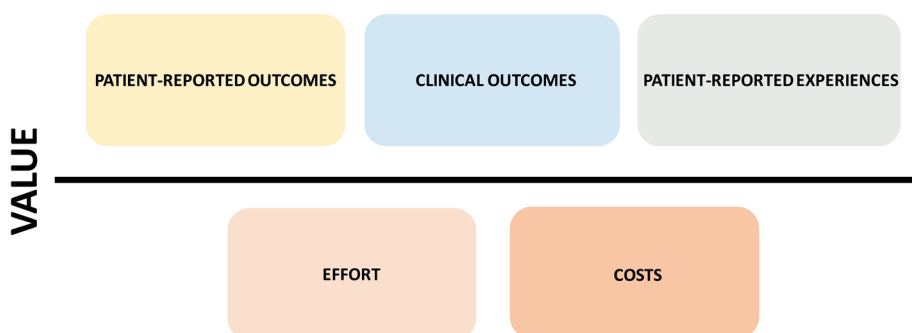 PATIENT-REPORTED OUTCOMES
CLINICAL OUTCOMES
PATIENT-REPORTED EXPERIENCES
VALUE
EFFORT
COSTS